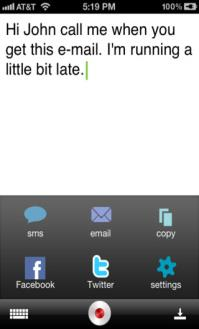 AT&T 5:19 PM 100%
Hi John call me when you
get this e-mail. I'm running a
little bit late.
sms email copy
Facebook Twitter settings